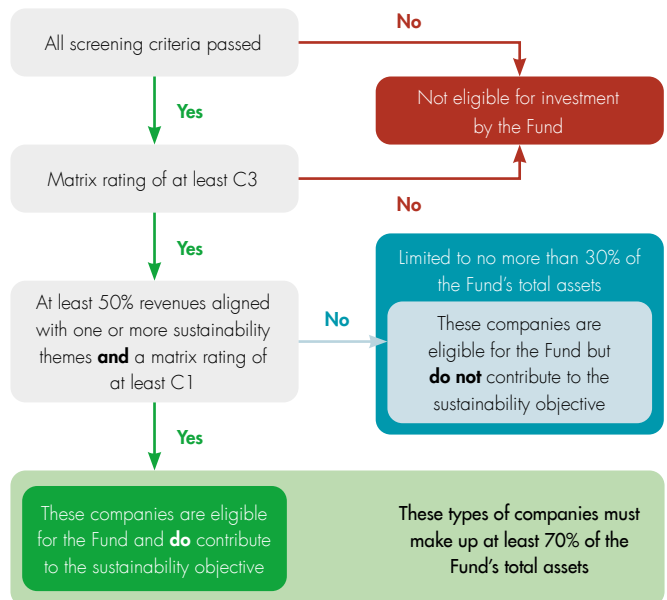 All screening criteria passed
No
Not eligible for investment
by the Fund
Yes
Matrix rating of at least C3
No
Yes
Limited to no more than 30% of
the Fund's total assets
At least 50% revenues aligned
with one or more sustainability
themes and a matrix rating of
at least C1
No
These companies are
eligible for the Fund but
do not contribute to the
sustainability objective
Yes
These companies are eligible
for the Fund and do contribute
to the sustainability objective
These types of companies must
make up at least 70% of the
Fund's total assets